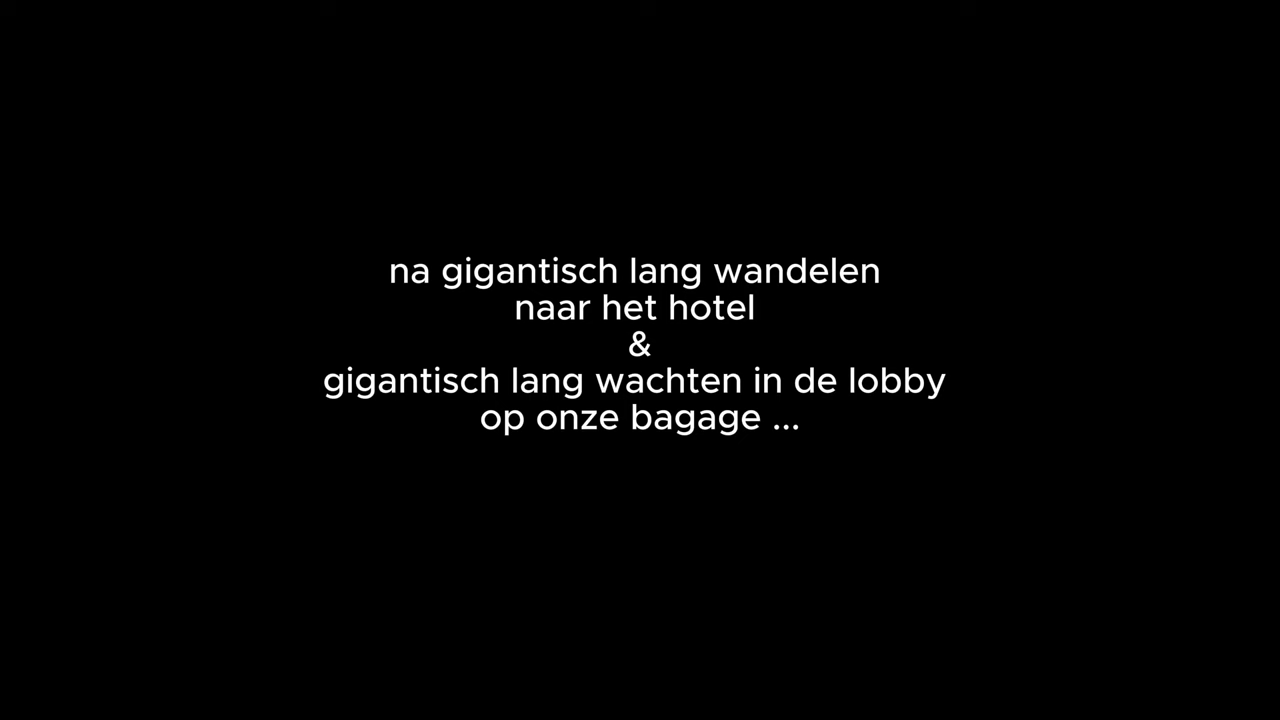 na gigantisch lang wandelen
naar het hotel
&
gigantisch lang wachten in de lobby
op onze bagage ...